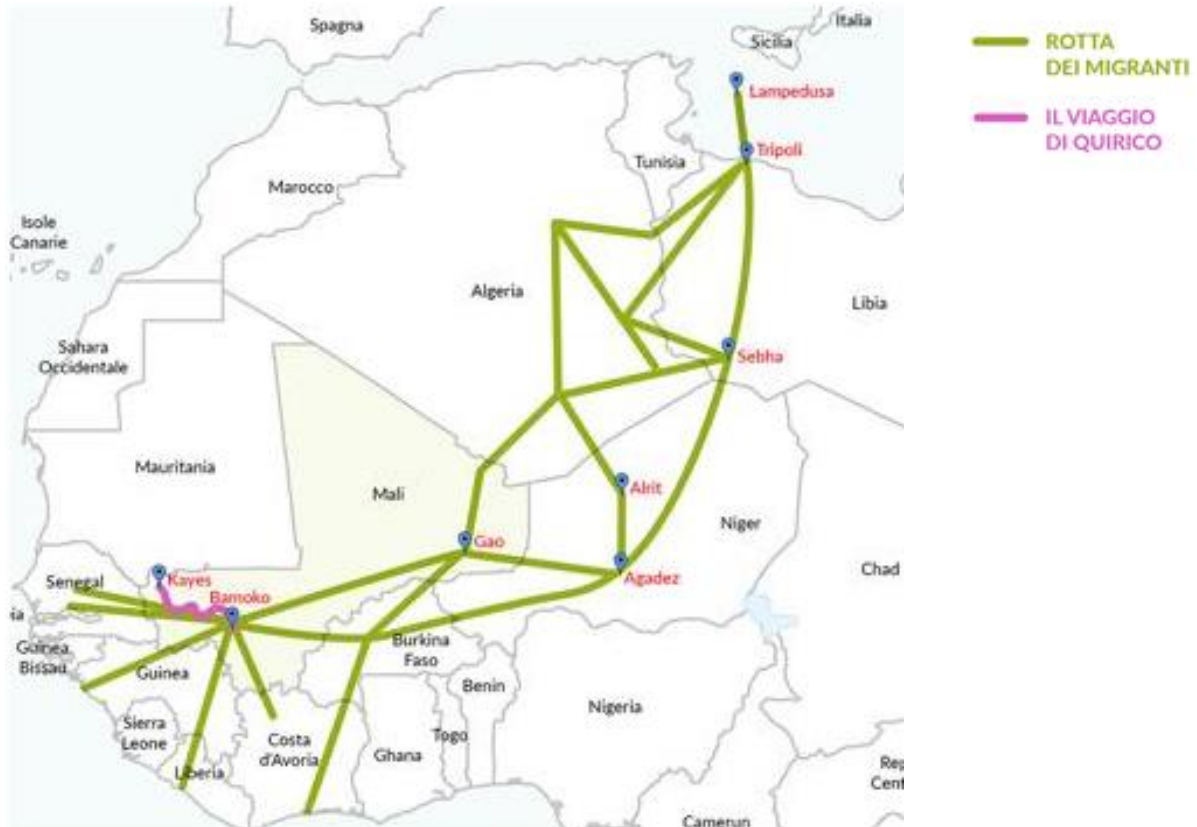 Spagna
Italia
Sicilia
Lampedusa
Tripoli
Tunisia
Marocco
Isole
Canarie
Algeria
Libia
Sahara
Occidentale
Sebha
Mauritania
Mali
Alrit
Niger
Gao
Agadez
Chad
Senegal
Kayes
Bamoko
Guinea
Bissau
Guinea
Burkina
Faso
Benin
Nigeria
Sierra
Leone
Liberia
Costa
d'Avoria
Ghana
Togo
Camerun
ROTTA
DEI MIGRANTI
IL VIAGGIO
DI QUIRICO